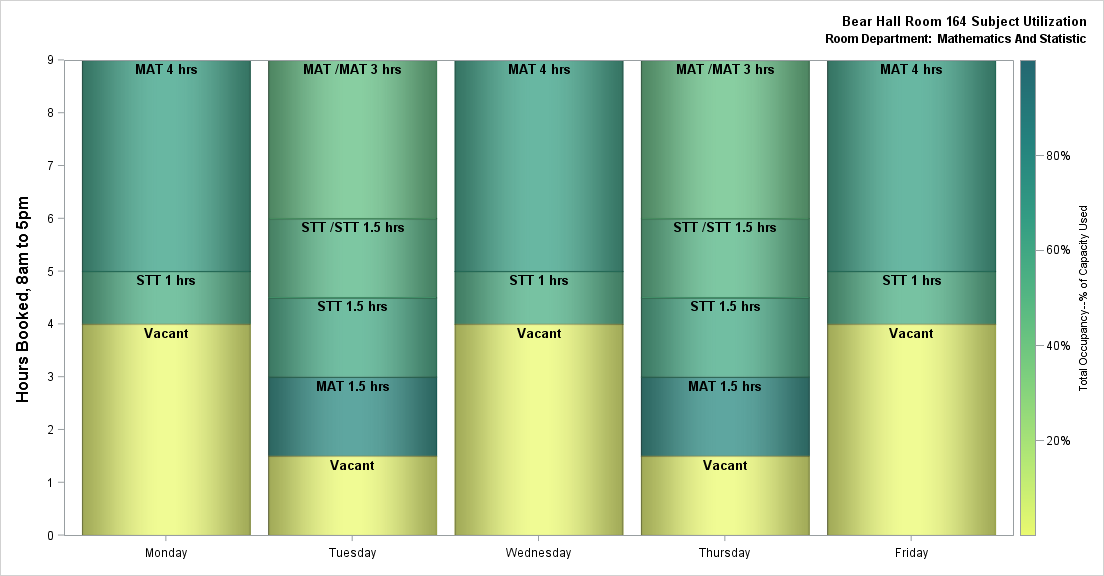 Bear Hall Room 164 Subject Utilization
Room Department: Mathematics And Statistic
Hours Booked, 8am to 5pm
9
8
7
6
5
4
3
2
1
0
MAT 4 hrs
STT 1 hrs
Vacant
MAT /MAT 3 hrs
STT /STT 1.5 hrs
STT 1.5 hrs
MAT 1.5 hrs
Vacant
MAT 4 hrs
STT 1 hrs
Vacant
MAT /MAT 3 hrs
STT /STT 1.5 hrs
STT 1.5 hrs
MAT 1.5 hrs
Vacant
MAT 4 hrs
STT 1 hrs
Vacant
Monday
Tuesday
Wednesday
Thursday
Friday
80%
60%
40%
20%
Total Occupancy--% of Capacity Used